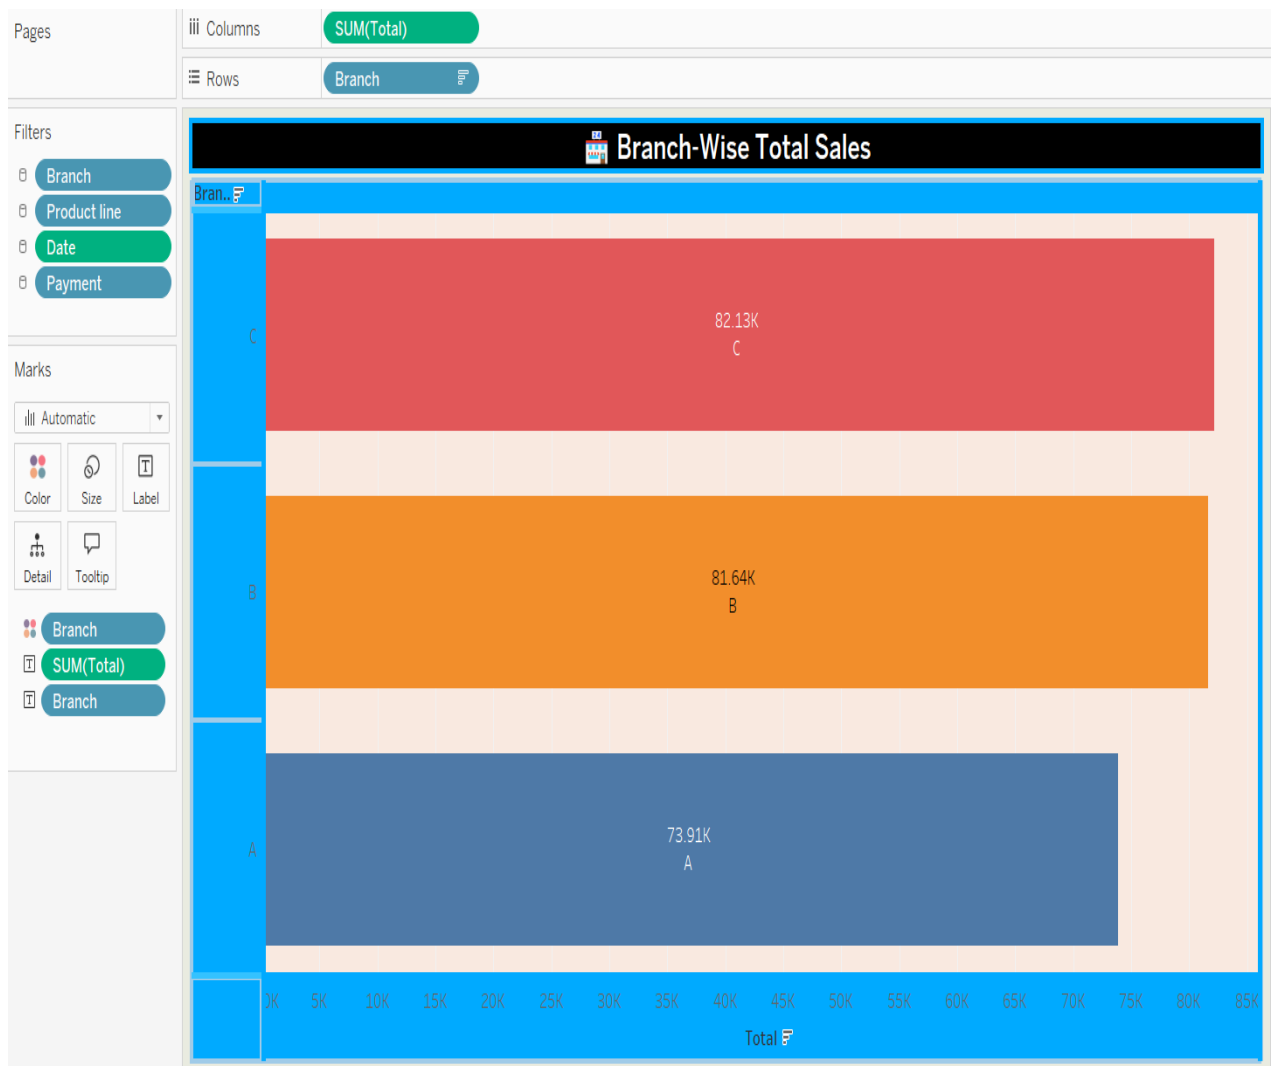 Pages
Columns
SUM(Total)
Rows
Branch
Filters
Branch
Product line
Date
Payment
Marks
Automatic
Color
Size
Label
Detail
Tooltip
Branch
SUM(Total)
Branch
24
Branch-Wise Total Sales
Bran..
C
82.13K
C
B
81.64K
B
A
73.91K
A
0K 5K 10K 15K 20K 25K 30K 35K 40K 45K 50K 55K 60K 65K 70K 75K 80K 85K
Total